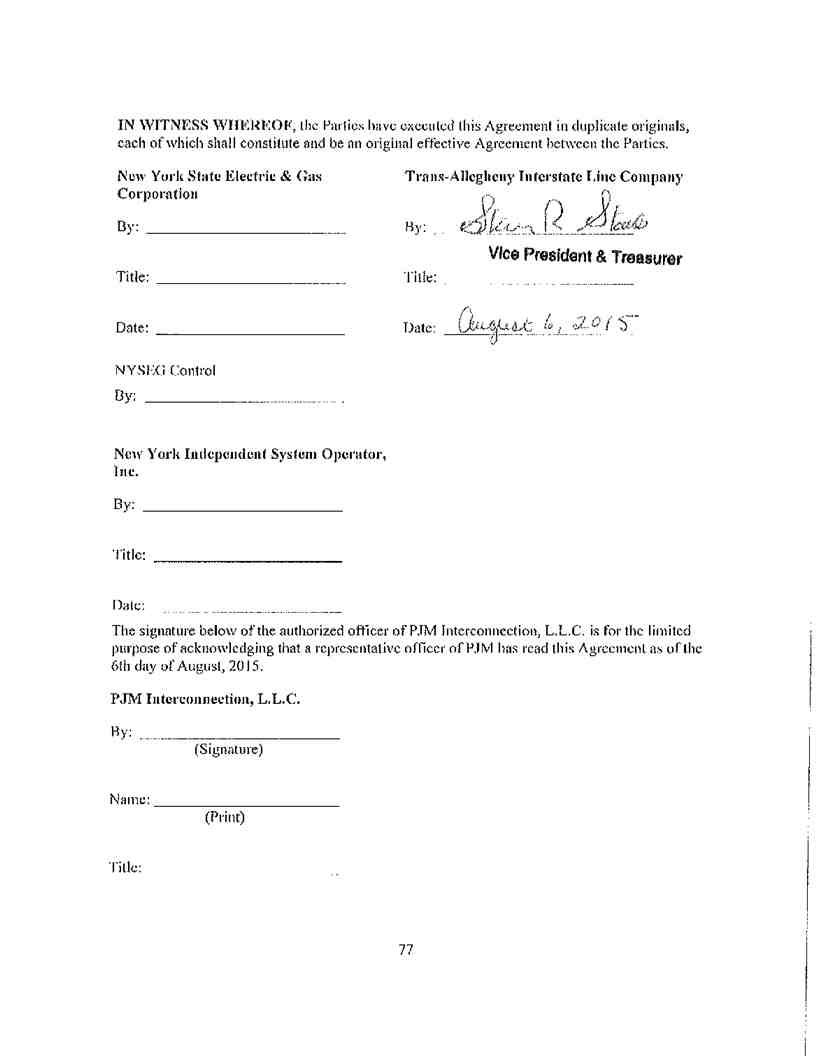 IN WITNESS WHEREOF, the Parties have executed this Agreement in duplicate originals,
each of which shall constitute and be an original effective Agreement between the Parties.
New York State Electric & Gas
Corporation
By:
Title:
Date:
NYSEG Control
By:
Trans-Allegheny Interstate Line Company
By: R
Vice President & Treasurer
Title:
Date: August 6, 2015
New York Independent System Operator,
Inc.
By:
Title:
Date:
The signature below of the authorized officer of PJM Interconnection, L.L.C. is for the limited
purpose of acknowledging that a representative officer of PJM has read this Agreement as of the
6th day of August, 2015.
PJM Interconnection, L.L.C.
By:
(Signature)
Name:
(Print)
Title:
77